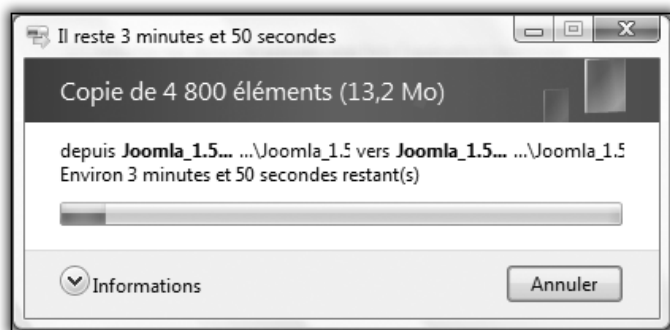 Il reste 3 minutes et 50 secondes
Copie de 4 800 éléments (13,2 Mo)
depuis Joomla_1.5... ...\Joomla_1.5 vers Joomla_1.5... ...\Joomla_1.5
Environ 3 minutes et 50 secondes restant(s)
Informations
Annuler